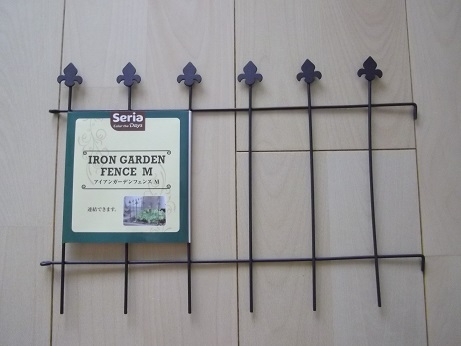 Seria
Color the Days
IRON GARDEN
FENCE M
アイアンガーデンフェンス M
連結できます。